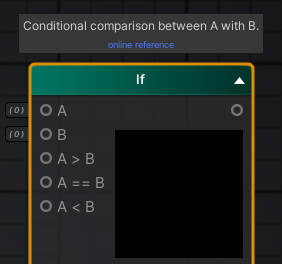 Conditional comparison between A with B.
online reference
If
(0) A
(0) B
A > B
A == B
A < B